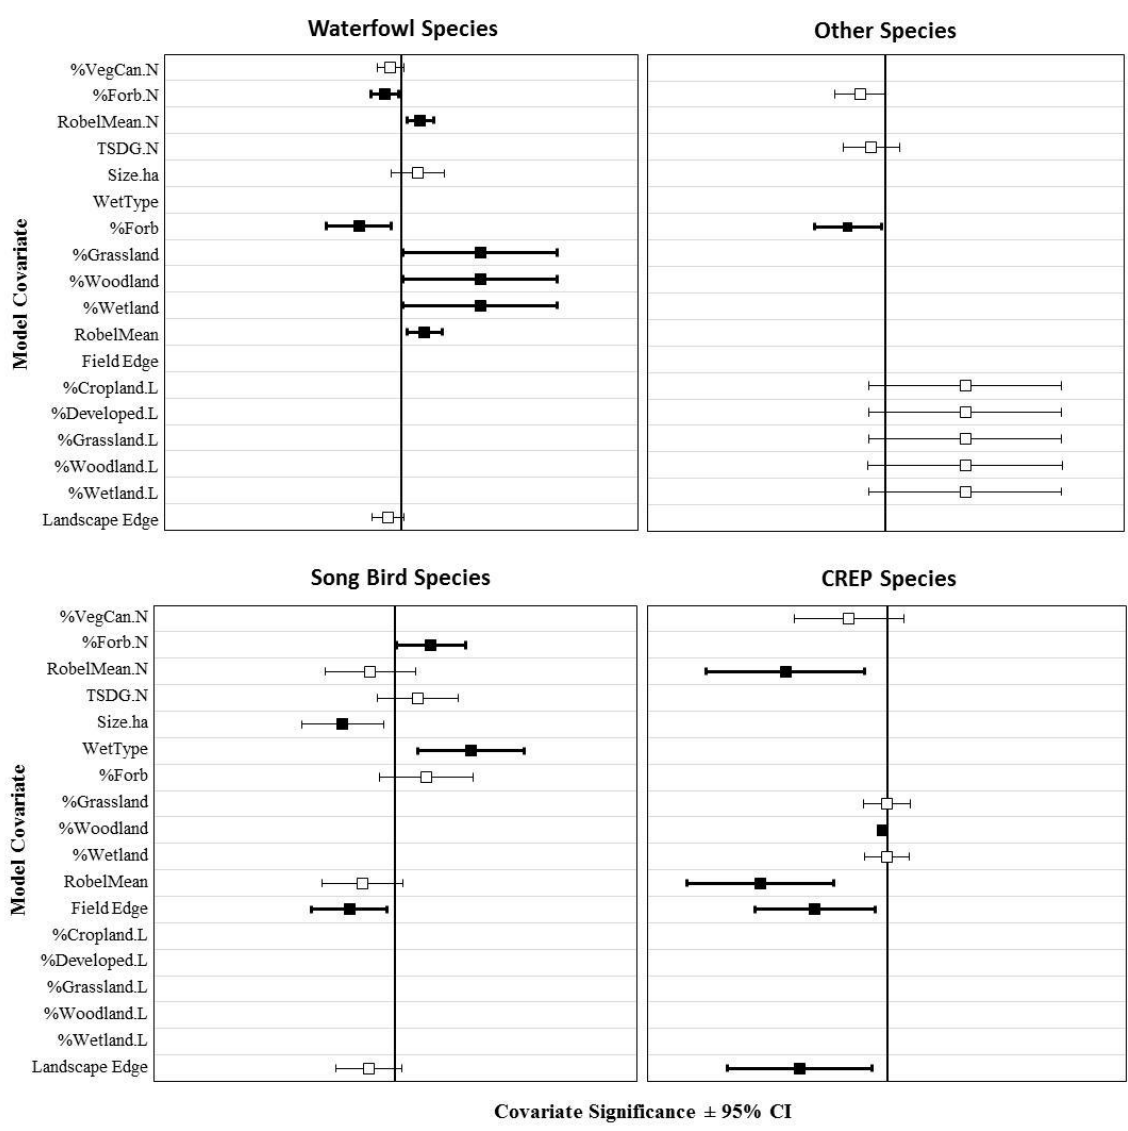 Waterfowl Species
Other Species
%VegCan.N
%Forb.N
RobelMean.N
TSDG.N
Size.ha
WetType
%Forb
%Grassland
%Woodland
%Wetland
RobelMean
Field Edge
%Cropland.L
%Developed.L
%Grassland.L
%Woodland.L
%Wetland.L
Landscape Edge
Model Covariate
Song Bird Species
CREP Species
%VegCan.N
%Forb.N
RobelMean.N
TSDG.N
Size.ha
WetType
%Forb
%Grassland
%Woodland
%Wetland
RobelMean
Field Edge
%Cropland.L
%Developed.L
%Grassland.L
%Woodland.L
%Wetland.L
Landscape Edge
Model Covariate
Covariate Significance ± 95% CI